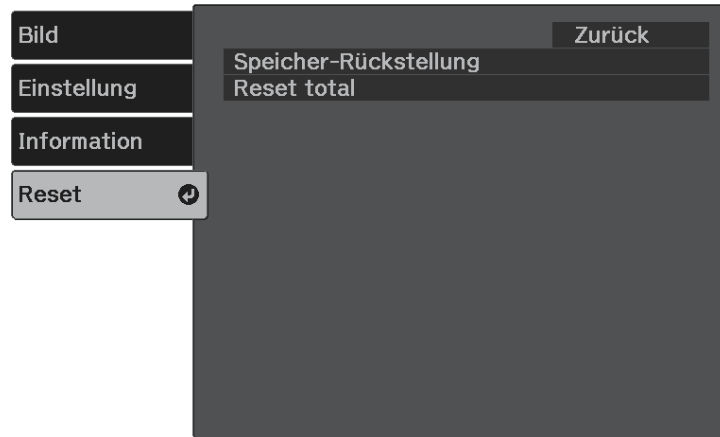 Bild
Einstellung
Information
Reset
Zurück
Speicher-Rückstellung
Reset total